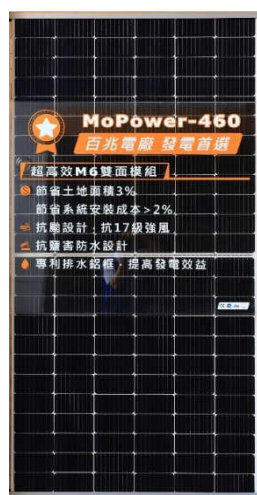 MoPower-460
百兆電廠 發電首選
超高效M6雙面模組
節省土地面積3%
節省系統安裝成本>2%
抗颱設計，抗17級強風
抗鹽害防水設計
專利排水鋁框，提高發電效益